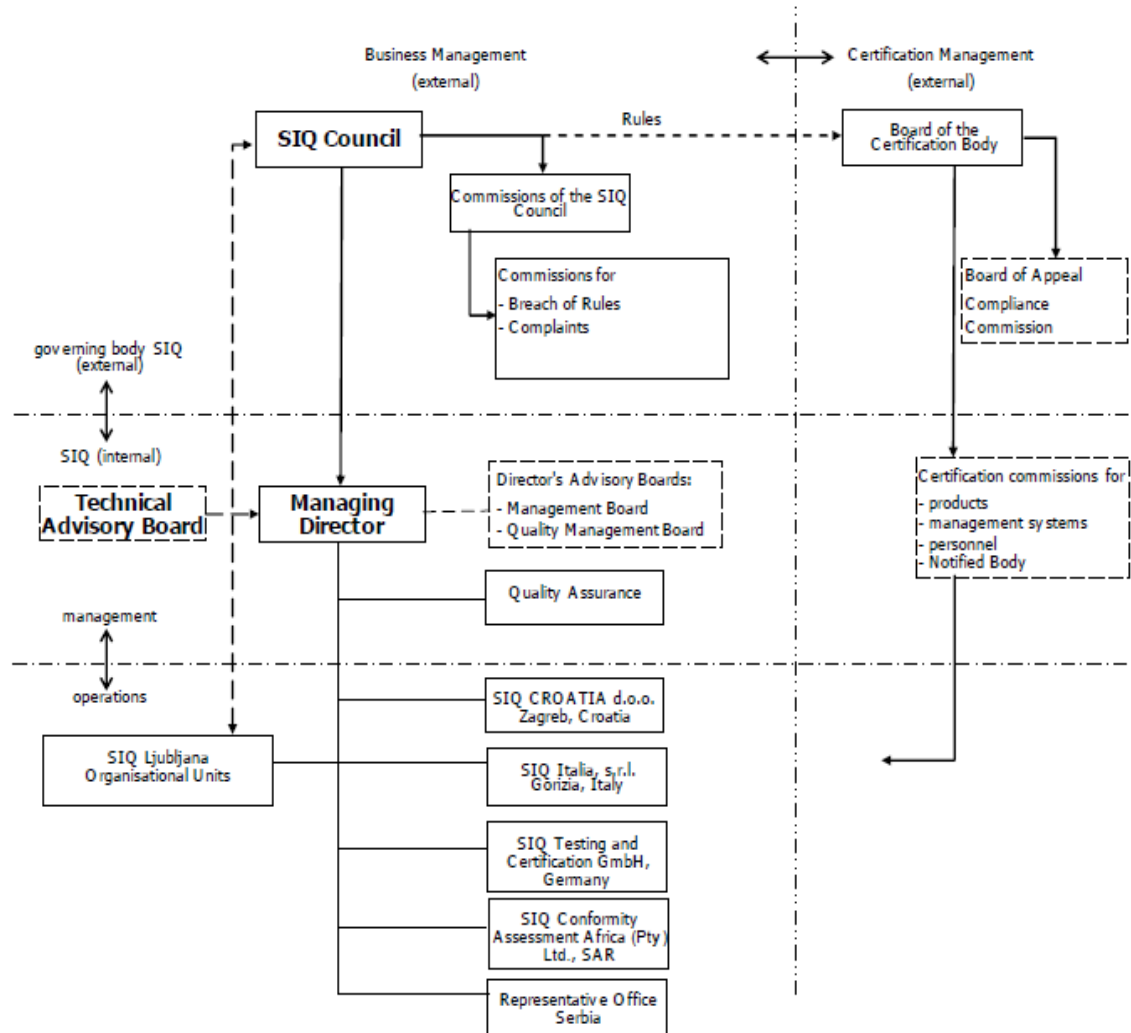 Business Management
(external)
Certification Management
(external)
SIQ Council
Rules
Board of the
Certification Body
Commissions of the SIQ
Council
Commissions for
- Breach of Rules
- Complaints
Board of Appeal
Compliance
Commission
governing body SIQ
(external)
SIQ (internal)
Technical
Advisory Board
Managing
Director
Director's Advisory Boards:
- Management Board
- Quality Management Board
Certification commissions for
- products
- management systems
- personnel
- Notified Body
Quality Assurance
management
operations
SIQ CROATIA d.o.o.
Zagreb, Croatia
SIQ Ljubljana
Organisational Units
SIQ Italia, s.r.l.
Gorizia, Italy
SIQ Testing and
Certification GmbH,
Germany
SIQ Conformity
Assessment Africa (Pty)
Ltd., SAR
Representative Office
Serbia